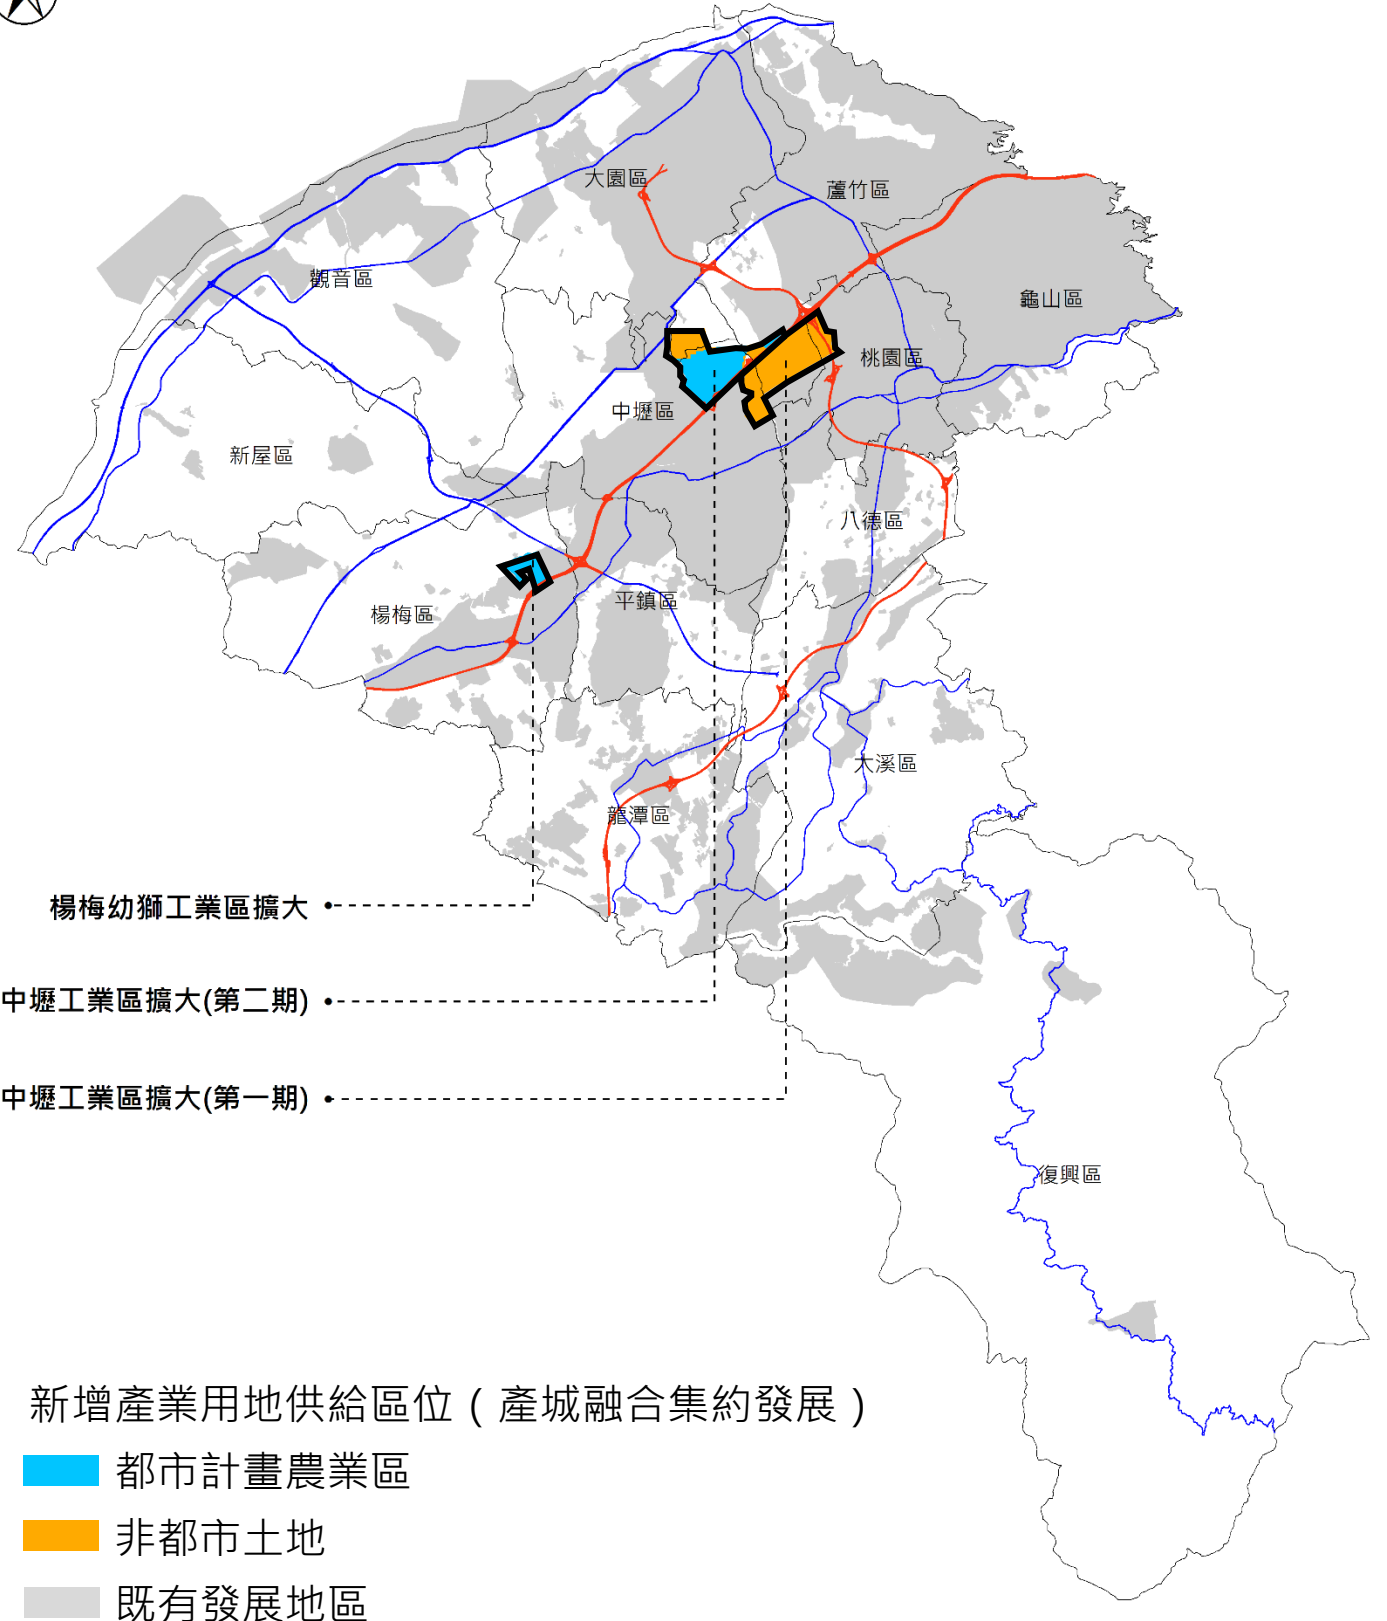 大園區
蘆竹區
觀音區
龜山區
桃園區
中壢區
新屋區
八德區
楊梅區
平鎮區
大溪區
龍潭區
楊梅幼獅工業區擴大
中壢工業區擴大(第二期)
中壢工業區擴大(第一期)
復興區
新增產業用地供給區位（產城融合集約發展）
都市計畫農業區
非都市土地
既有發展地區